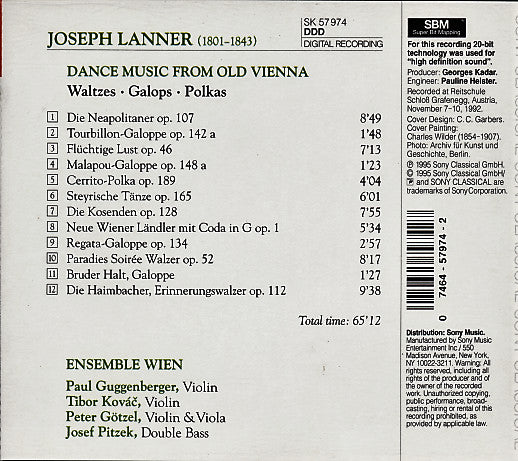 JOSEPH LANNER (1801–1843)
SK 57974
DDD
DIGITAL RECORDING
DANCE MUSIC FROM OLD VIENNA
Waltzes · Galops · Polkas
1 Die Neapolitaner op. 107 8'49
2 Tourbillon-Galoppe op. 142 a 1'48
3 Flüchtige Lust op. 46 7'13
4 Malapou-Galoppe op. 148 a 1'23
5 Cerrito-Polka op. 189 4'04
6 Steyrische Tänze op. 165 6'01
7 Die Kosenden op. 128 7'55
8 Neue Wiener Ländler mit Coda in G op. 1 5'34
9 Regata-Galoppe op. 134 2'57
10 Paradies Soirée Walzer op. 52 8'17
11 Bruder Halt, Galoppe 1'27
12 Die Haimbacher, Erinnerungswalzer op. 112 9'38
Total time: 65'12
ENSEMBLE WIEN
Paul Guggenberger, Violin
Tibor Kováč, Violin
Peter Götzel, Violin & Viola
Josef Pitzek, Double Bass
SBM
Super Bit Mapping
For this recording 20-bit
technology was used for
"high definition sound".
Producer: Georges Kadar.
Engineer: Pauline Heister.
Recorded at Reitschule
Schloß Grafenegg, Austria,
November 7-10, 1992.
Cover Design: C. C. Garbers.
Cover Painting:
Charles Wilder (1854-1907).
Photo: Archiv für Kunst und
Geschichte, Berlin.
℗ 1995 Sony Classical GmbH.
© 1995 Sony Classical GmbH/
and SONY CLASSICAL are
trademarks of Sony Corporation.
0 7464-57974-2
Distribution: Sony Music.
Manufactured by Sony Music
Entertainment Inc./550
Madison Avenue, New York,
NY 10022-3211. Warning: All
rights reserved, including all
rights of the producer and of
the owner of the recorded
work. Unauthorized copying,
public performance, broad-
casting, hiring or rental of this
recording prohibited, as
provided by applicable law.